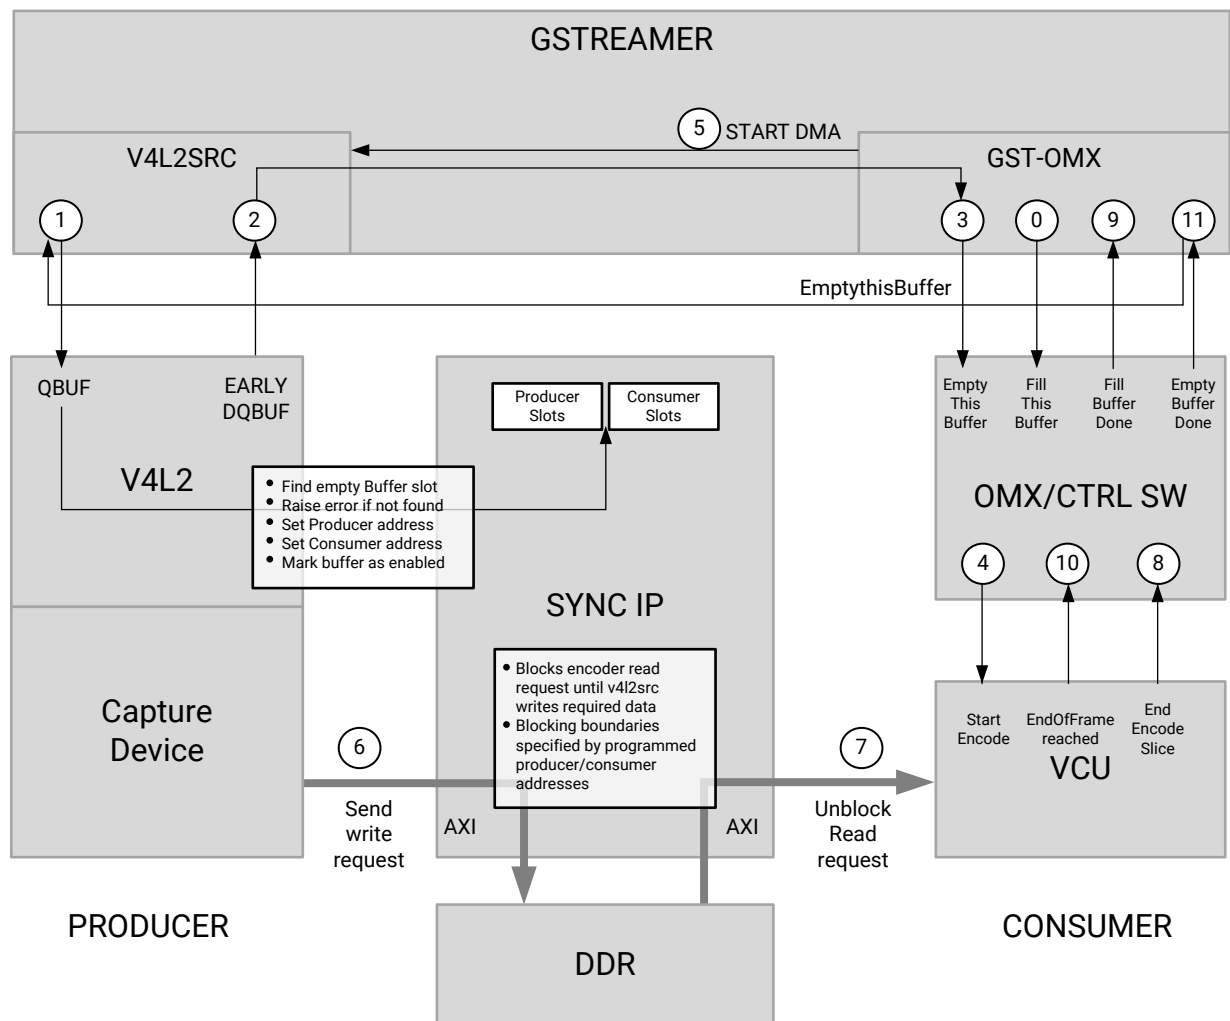 GSTREAMER
5
START DMA
V4L2SRC
GST-OMX
1
2
3
0
9
11
EmptythisBuffer
QBUF
EARLY
DQBUF
V4L2
Producer
Slots
Consumer
Slots
Empty
This
Buffer
Fill
This
Buffer
Fill
Buffer
Done
Empty
Buffer
Done
• Find empty Buffer slot
• Raise error if not found
• Set Producer address
• Set Consumer address
• Mark buffer as enabled
OMX/CTRL SW
4
10
8
SYNC IP
• Blocks encoder read
request until v4l2src
writes required data
• Blocking boundaries
specified by programmed
producer/consumer
addresses
Capture
Device
6
Send
write
request
AXI
AXI
7
Unblock
Read
request
Start
Encode
EndOfFrame
reached
End
Encode
Slice
VCU
PRODUCER
DDR
CONSUMER